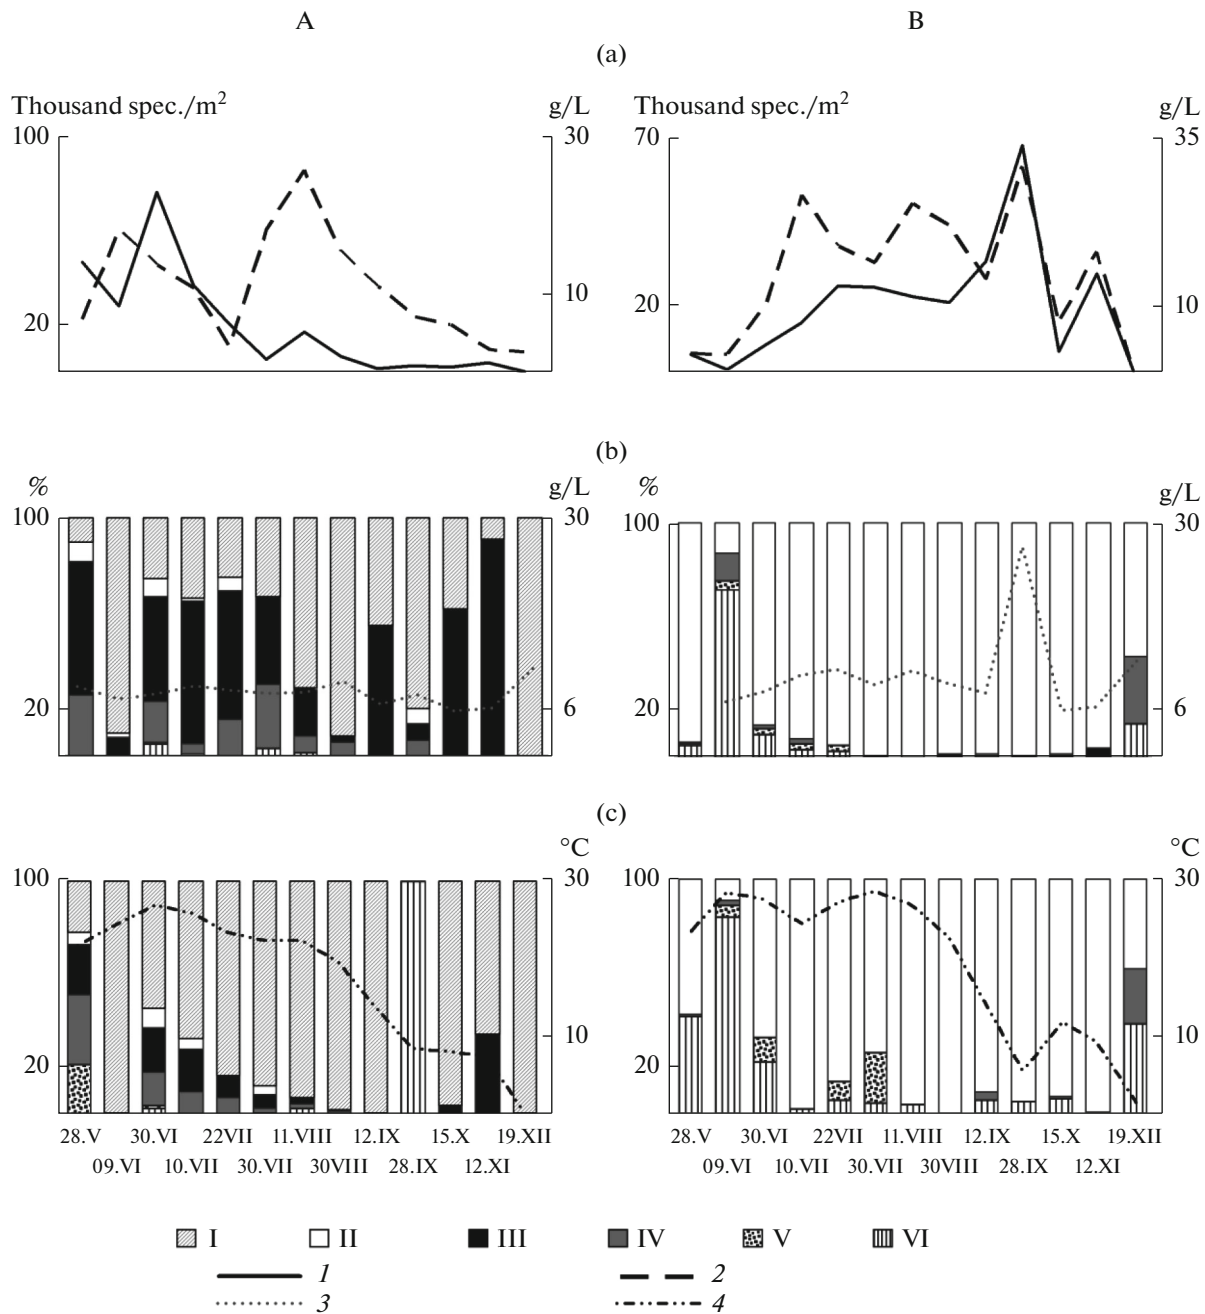 A B
(a)
Thousand spec./m² g/L Thousand spec./m² g/L
100 30 70 35
20 10 20 10
(b)
% g/L % g/L
100 30 100 30
20 6 20 6
(c)
°C °C
100 30 100 30
20 10 20 10
28.V 30.VI 22VII 11.VIII 12.IX 15.X 19.XII 28.V 30.VI 22VII 11.VIII 12.IX 15.X 19.XII
09.VI 10.VII 30.VII 30VIII 28.IX 12.XI 09.VI 10.VII 30.VII 30VIII 28.IX 12.XI
I II III IV V VI
1 2
3 4